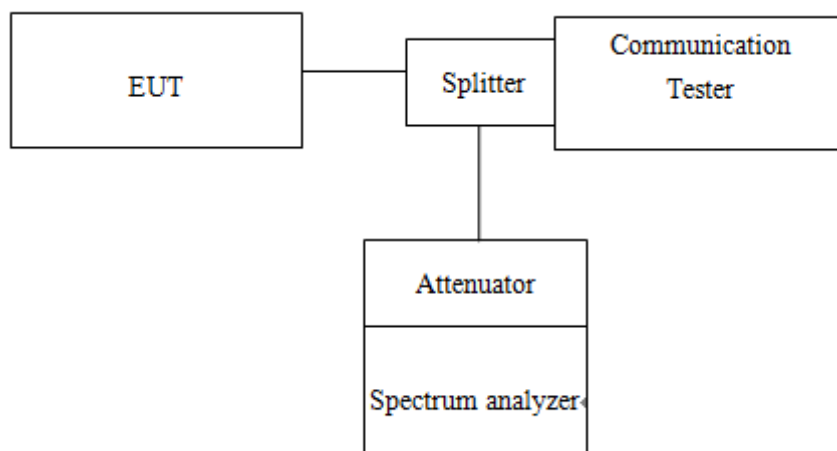 EUT
Splitter
Communication
Tester
Attenuator
Spectrum analyzer